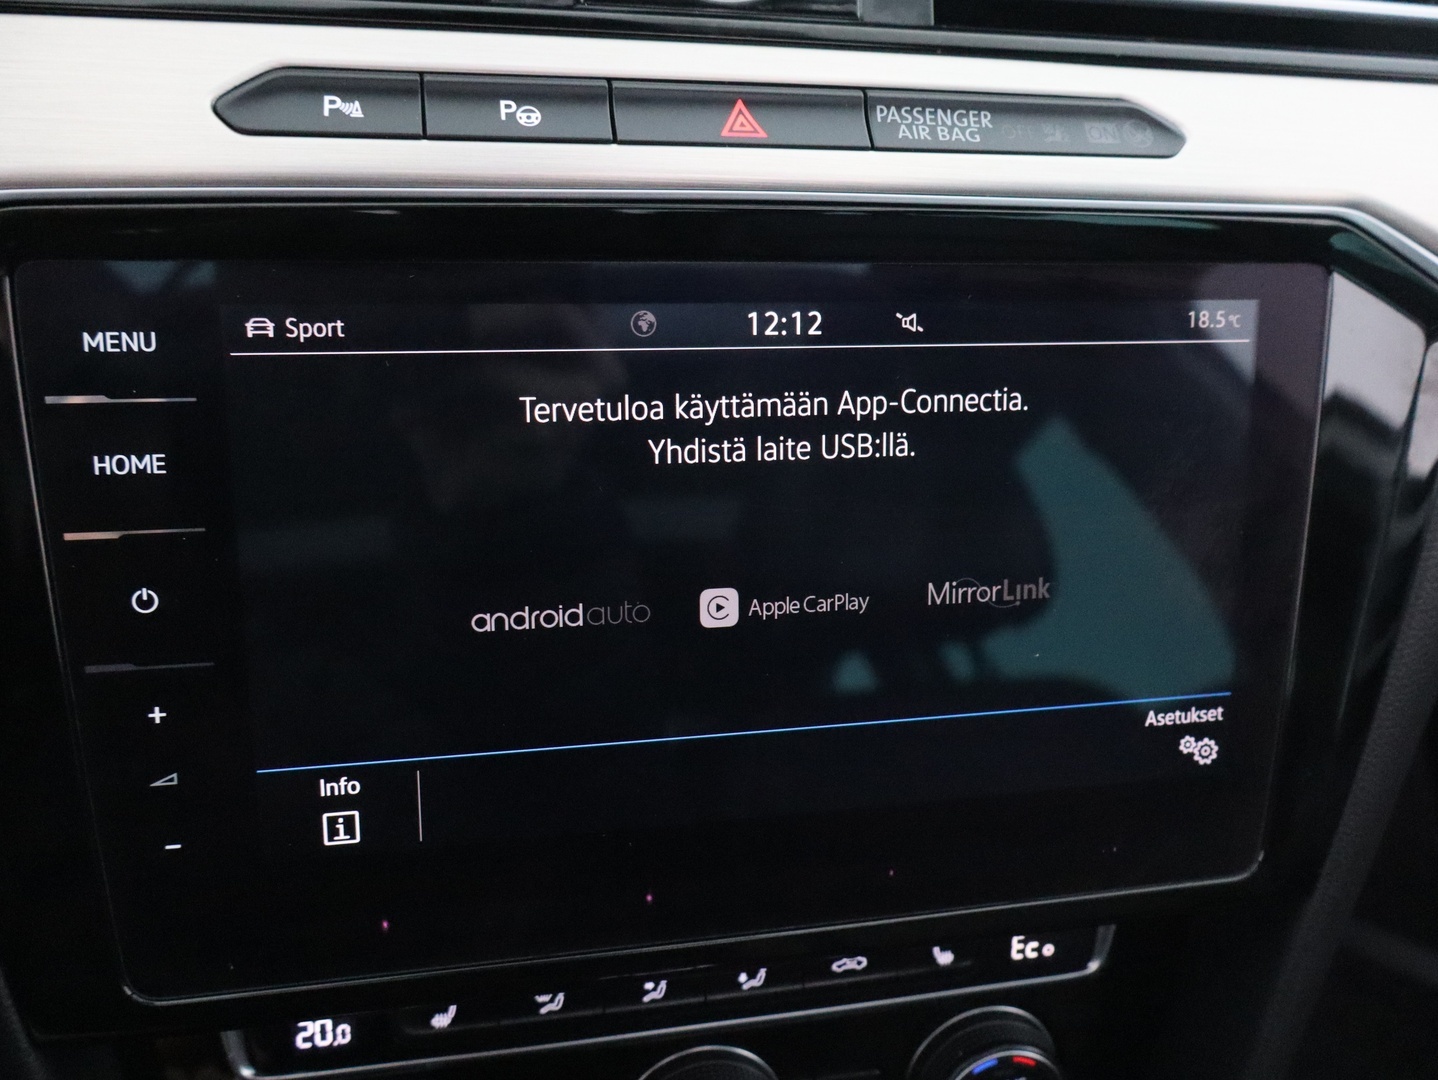 P
P
PASSENGER
AIR BAG
OFF ON
MENU
HOME
Sport
12:12
18.5°C
Tervetuloa käyttämään App-Connectia.
Yhdistä laite USB:llä.
androidauto
Apple CarPlay
MirrorLink
+
-
Asetukset
Info
i
20,0
Eco